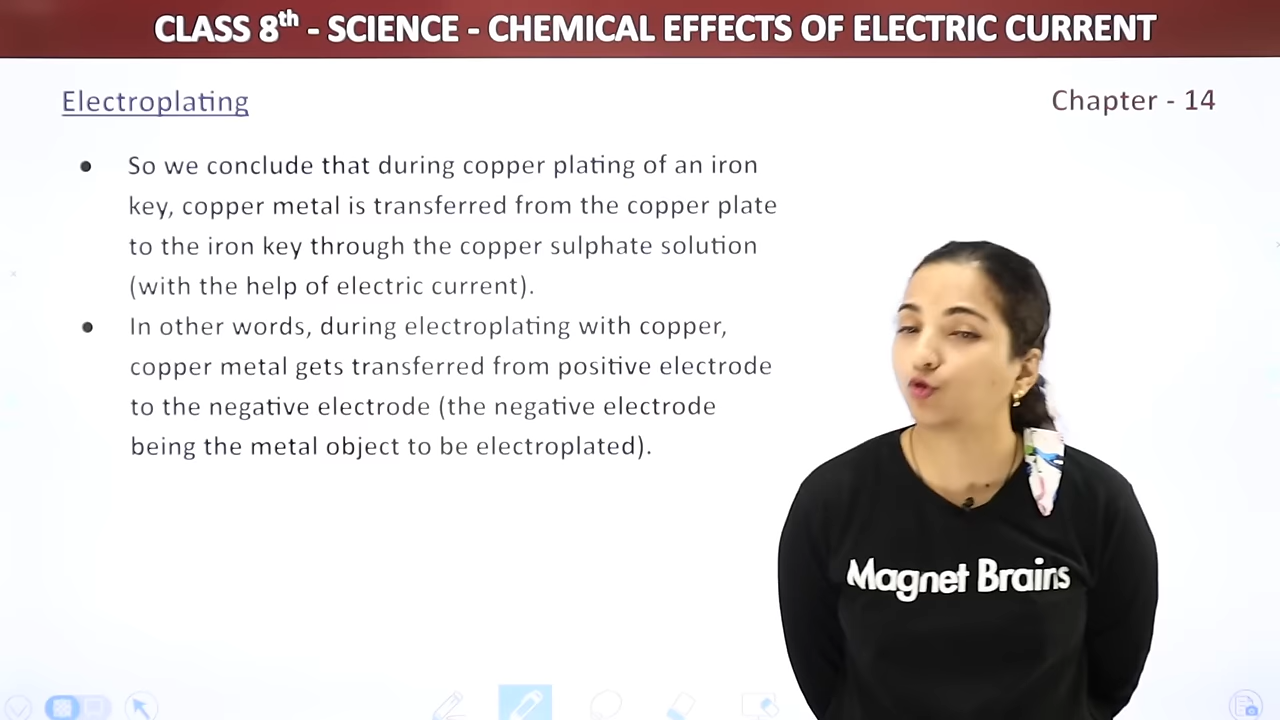 CLASS 8th - SCIENCE - CHEMICAL EFFECTS OF ELECTRIC CURRENT
Electroplating
Chapter - 14
• So we conclude that during copper plating of an iron
key, copper metal is transferred from the copper plate
to the iron key through the copper sulphate solution
(with the help of electric current).
• In other words, during electroplating with copper,
copper metal gets transferred from positive electrode
to the negative electrode (the negative electrode
being the metal object to be electroplated).
Magnet Brains